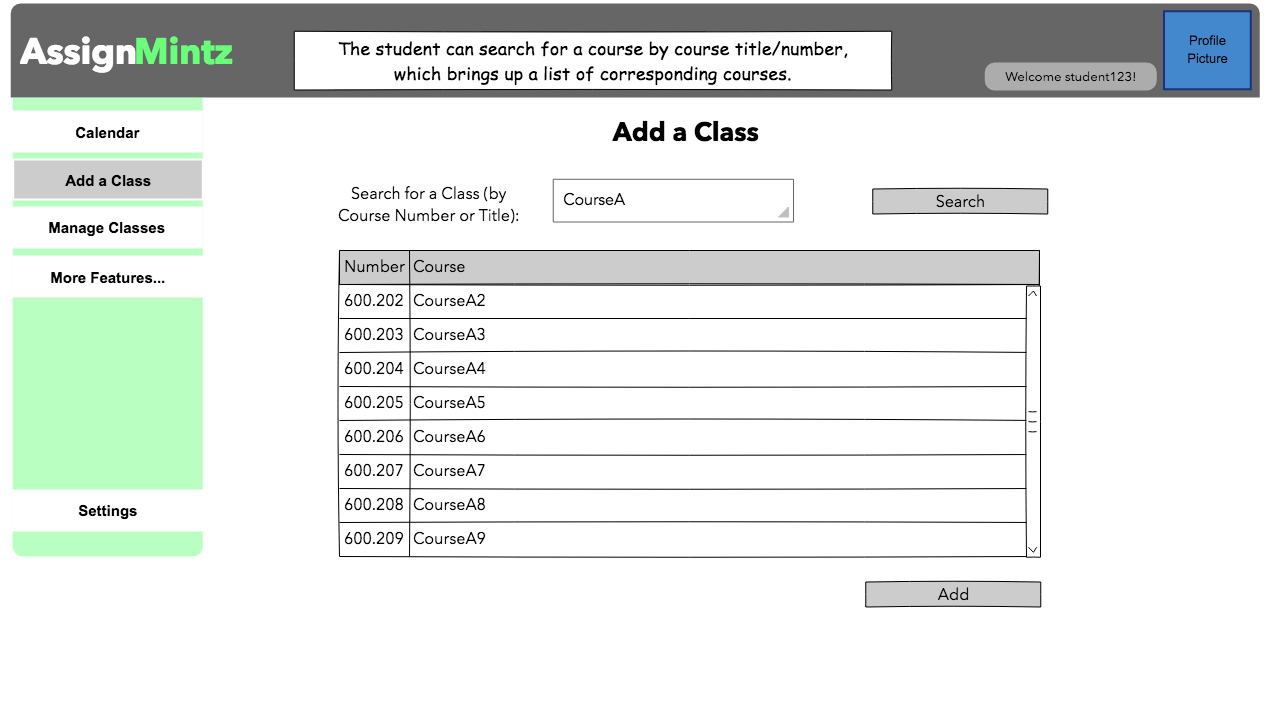 AssignMintz
The student can search for a course by course title/number,
which brings up a list of corresponding courses.
Welcome student123!
Profile
Picture
Calendar
Add a Class
Manage Classes
More Features...
Settings
Add a Class
Search for a Class (by
Course Number or Title):
CourseA
Search
Number Course
600.202 CourseA2
600.203 CourseA3
600.204 CourseA4
600.205 CourseA5
600.206 CourseA6
600.207 CourseA7
600.208 CourseA8
600.209 CourseA9
Add